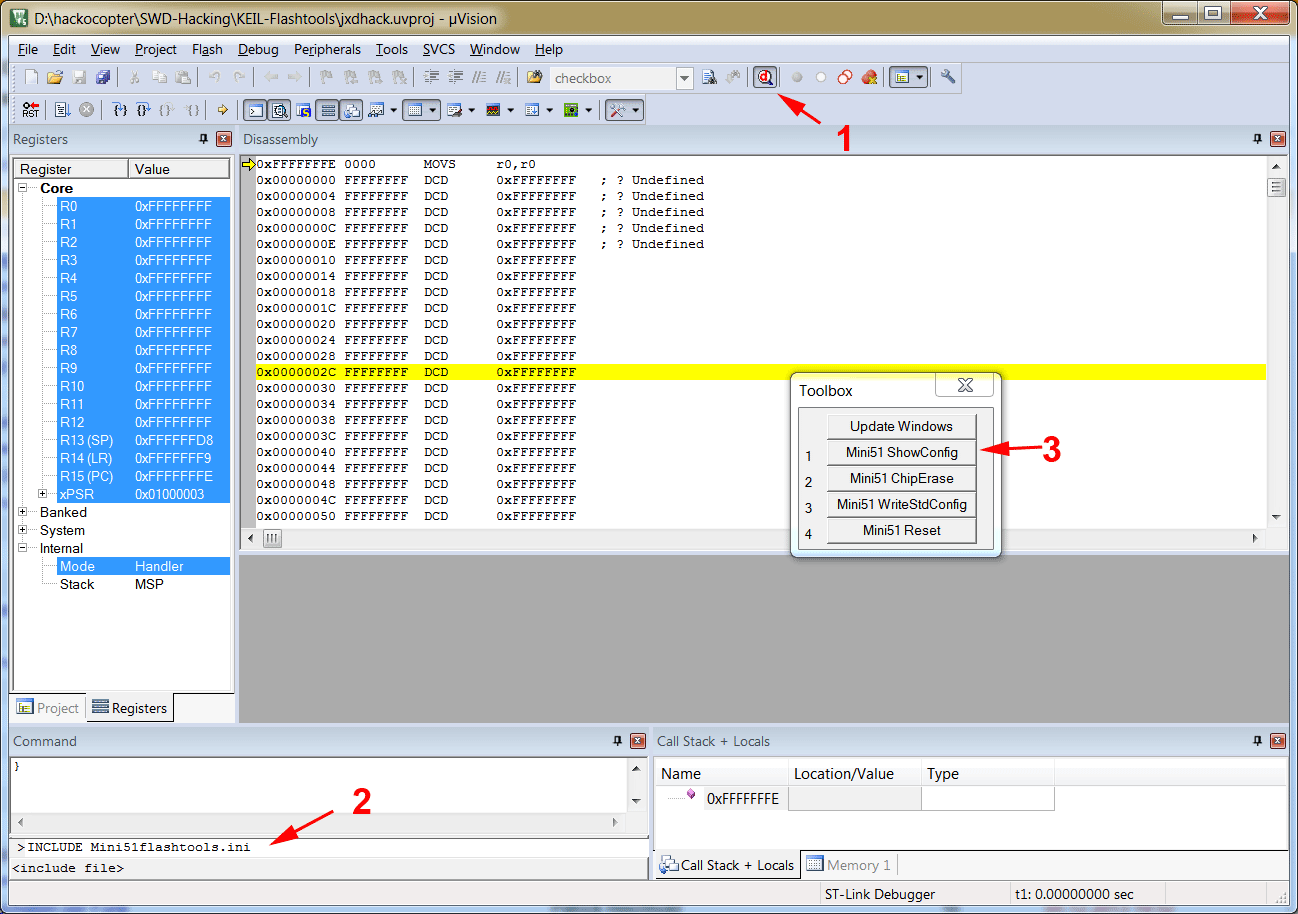 D:\hackocopter\SWD-Hacking\KEIL-Flashtools\jxdhack.uvproj - µVision
File Edit View Project Flash Debug Peripherals Tools SVCS Window Help
checkbox
RST
1
Registers
Register Value
Core
R0 0xFFFFFFFF
R1 0xFFFFFFFF
R2 0xFFFFFFFF
R3 0xFFFFFFFF
R4 0xFFFFFFFF
R5 0xFFFFFFFF
R6 0xFFFFFFFF
R7 0xFFFFFFFF
R8 0xFFFFFFFF
R9 0xFFFFFFFF
R10 0xFFFFFFFF
R11 0xFFFFFFFF
R12 0xFFFFFFFF
R13 (SP) 0xFFFFFFD8
R14 (LR) 0xFFFFFFF9
R15 (PC) 0xFFFFFFFE
xPSR 0x01000003
Banked
System
Internal
Mode Handler
Stack MSP
Project Registers
Disassembly
0xFFFFFFFE 0000 MOVS r0,r0
0x00000000 FFFFFFFF DCD 0xFFFFFFFF ; ? Undefined
0x00000004 FFFFFFFF DCD 0xFFFFFFFF ; ? Undefined
0x00000008 FFFFFFFF DCD 0xFFFFFFFF ; ? Undefined
0x0000000C FFFFFFFF DCD 0xFFFFFFFF ; ? Undefined
0x0000000E FFFFFFFF DCD 0xFFFFFFFF ; ? Undefined
0x00000010 FFFFFFFF DCD 0xFFFFFFFF
0x00000014 FFFFFFFF DCD 0xFFFFFFFF
0x00000018 FFFFFFFF DCD 0xFFFFFFFF
0x0000001C FFFFFFFF DCD 0xFFFFFFFF
0x00000020 FFFFFFFF DCD 0xFFFFFFFF
0x00000024 FFFFFFFF DCD 0xFFFFFFFF
0x00000028 FFFFFFFF DCD 0xFFFFFFFF
0x0000002C FFFFFFFF DCD 0xFFFFFFFF
0x00000030 FFFFFFFF DCD 0xFFFFFFFF
0x00000034 FFFFFFFF DCD 0xFFFFFFFF
0x00000038 FFFFFFFF DCD 0xFFFFFFFF
0x0000003C FFFFFFFF DCD 0xFFFFFFFF
0x00000040 FFFFFFFF DCD 0xFFFFFFFF
0x00000044 FFFFFFFF DCD 0xFFFFFFFF
0x00000048 FFFFFFFF DCD 0xFFFFFFFF
0x0000004C FFFFFFFF DCD 0xFFFFFFFF
0x00000050 FFFFFFFF DCD 0xFFFFFFFF
Toolbox
Update Windows
1 Mini51 ShowConfig
2 Mini51 ChipErase
3 Mini51 WriteStdConfig
4 Mini51 Reset
3
Command
}
2
>INCLUDE Mini51flashtools.ini
<include file>
Call Stack + Locals
Name Location/Value Type
0xFFFFFFFE
Call Stack + Locals Memory 1
ST-Link Debugger t1: 0.00000000 sec